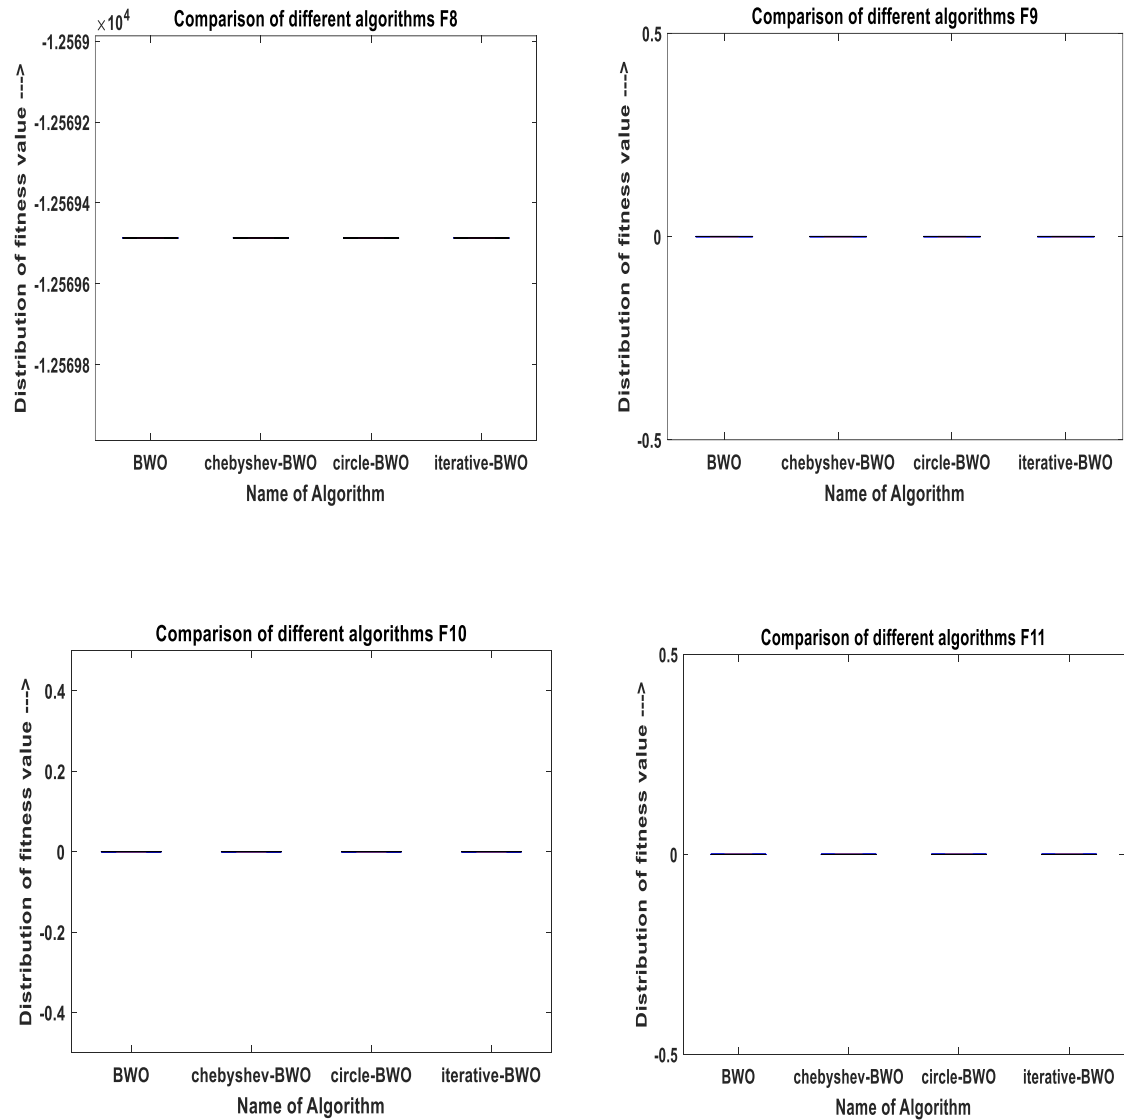 Comparison of different algorithms F8
×10⁴
-1.2569
-1.25692
-1.25694
-1.25696
-1.25698
Distribution of fitness value --->
BWO chebyshev-BWO circle-BWO iterative-BWO
Name of Algorithm
Comparison of different algorithms F9
0.5
0
-0.5
Distribution of fitness value --->
BWO chebyshev-BWO circle-BWO iterative-BWO
Name of Algorithm
Comparison of different algorithms F10
0.4
0.2
0
-0.2
-0.4
Distribution of fitness value --->
BWO chebyshev-BWO circle-BWO iterative-BWO
Name of Algorithm
Comparison of different algorithms F11
0.5
0
-0.5
Distribution of fitness value --->
BWO chebyshev-BWO circle-BWO iterative-BWO
Name of Algorithm